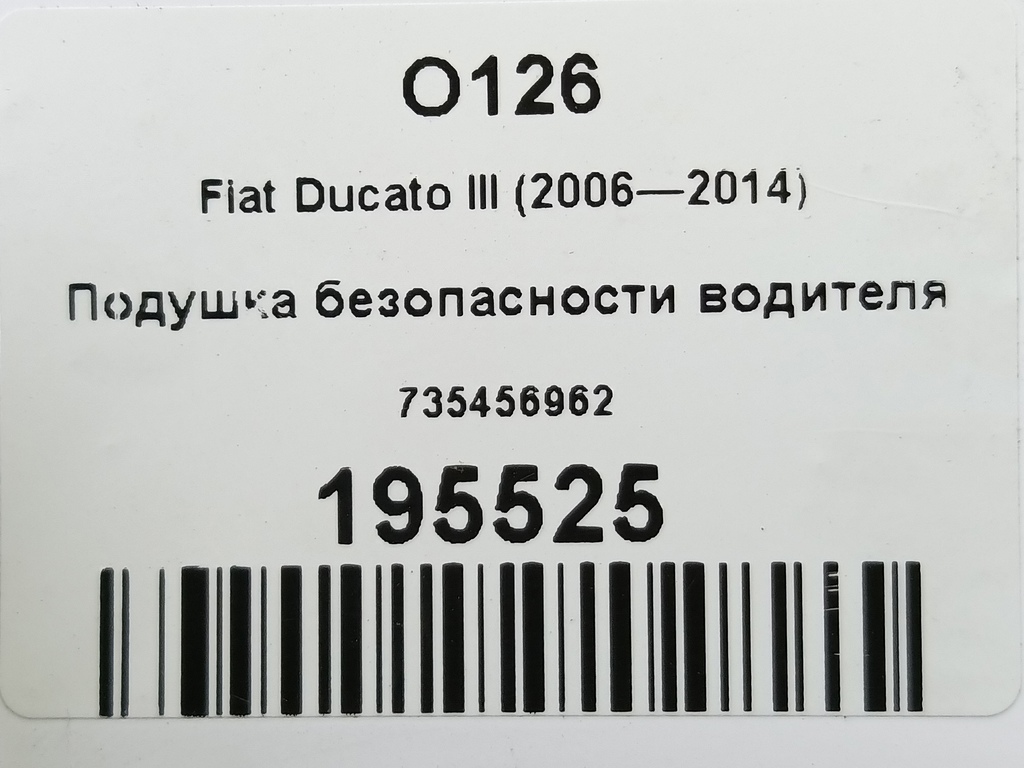 O126
Fiat Ducato III (2006—2014)
Подушка безопасности водителя
735456962
195525